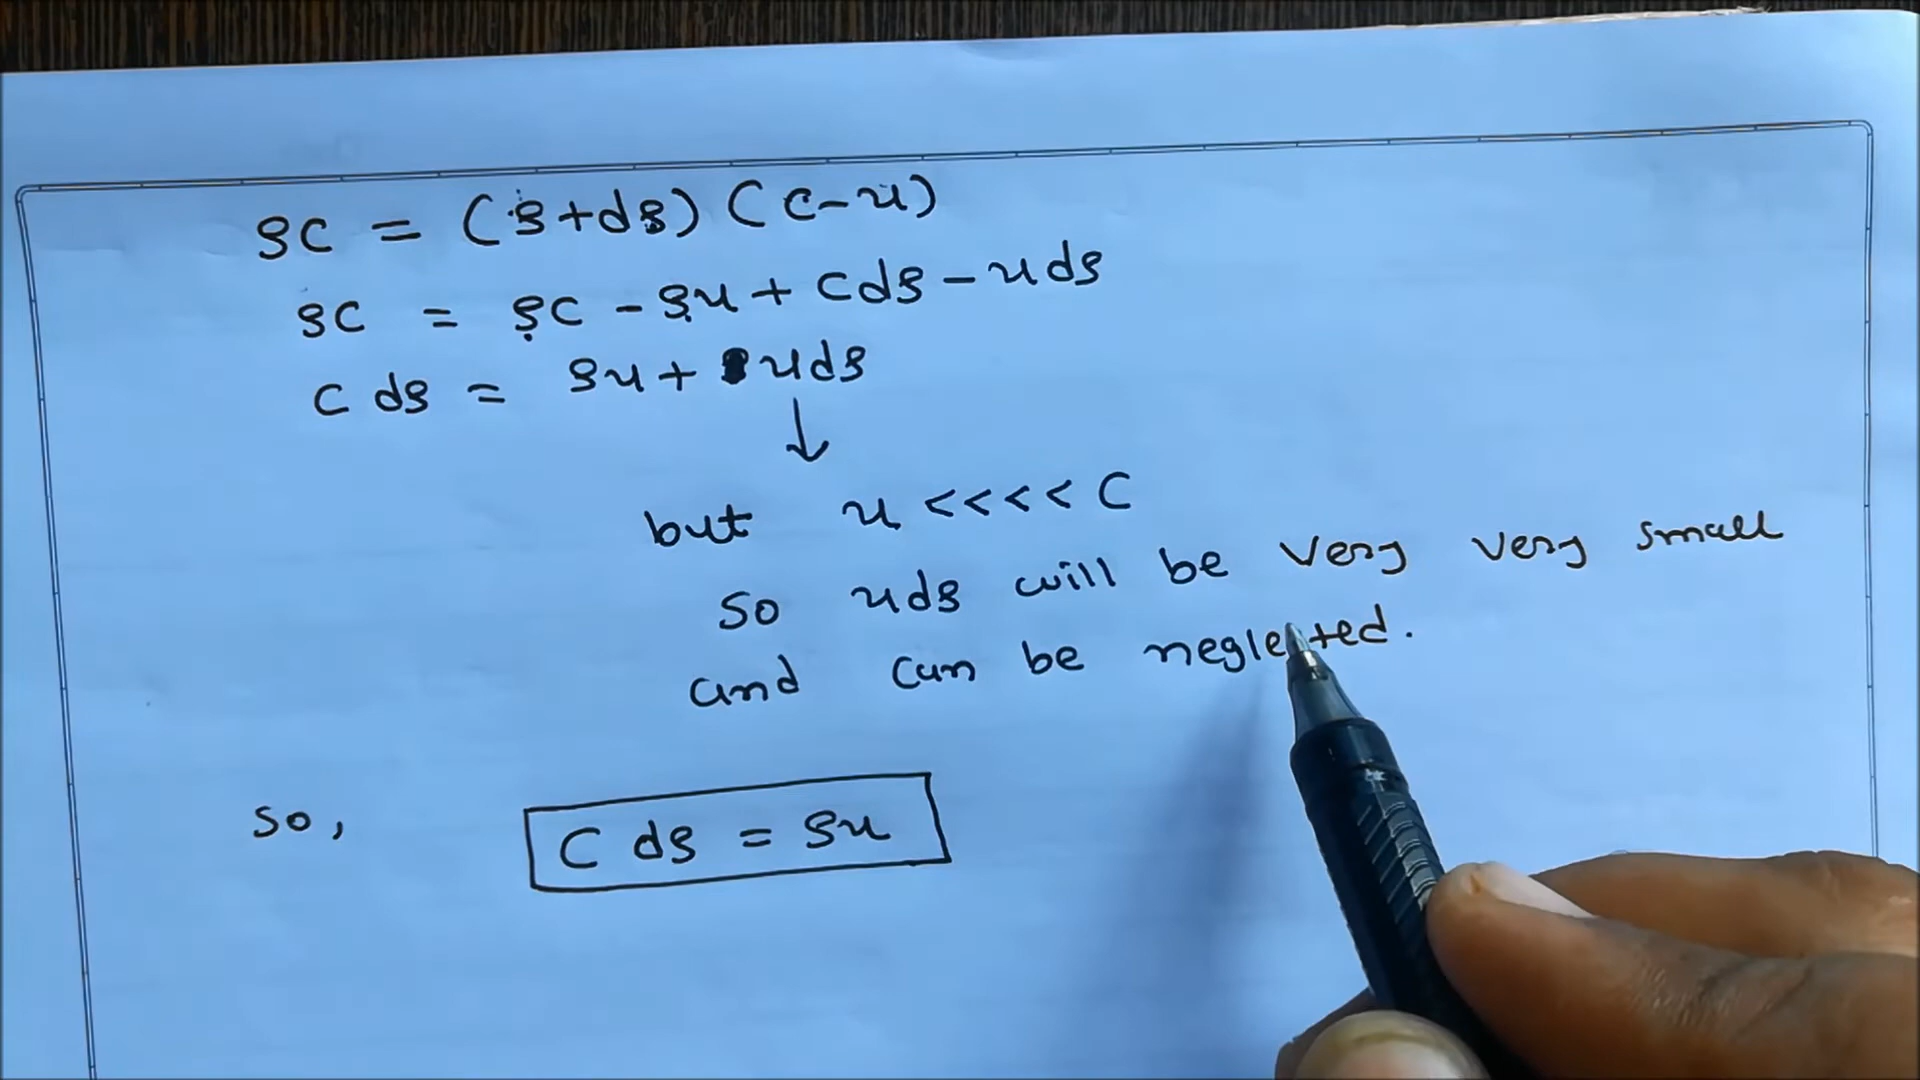 ρC = (ρ+dρ) (C-u)
ρC = ρC - ρu + Cdρ - udρ
C dρ = ρu + udρ
↓
but u <<<< C
So udρ will be very very small
and can be neglected.
So, C dρ = ρu